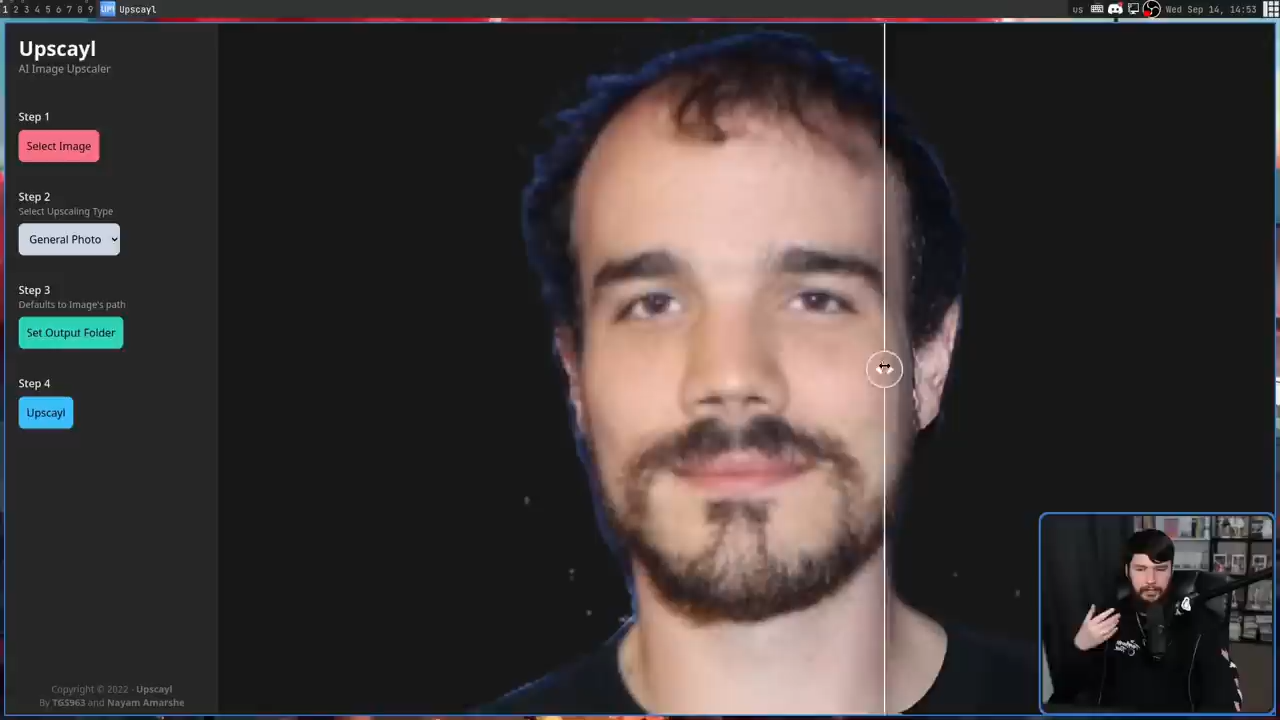 1 2 3 4 5 6 7 8 9 UP! Upscayl
us
Wed Sep 14, 14:53
Upscayl
AI Image Upscaler
Step 1
Select Image
Step 2
Select Upscaling Type
General Photo
Step 3
Defaults to Image's path
Set Output Folder
Step 4
Upscayl
Copyright © 2022 - Upscayl
By TGS963 and Nayam Amarshe